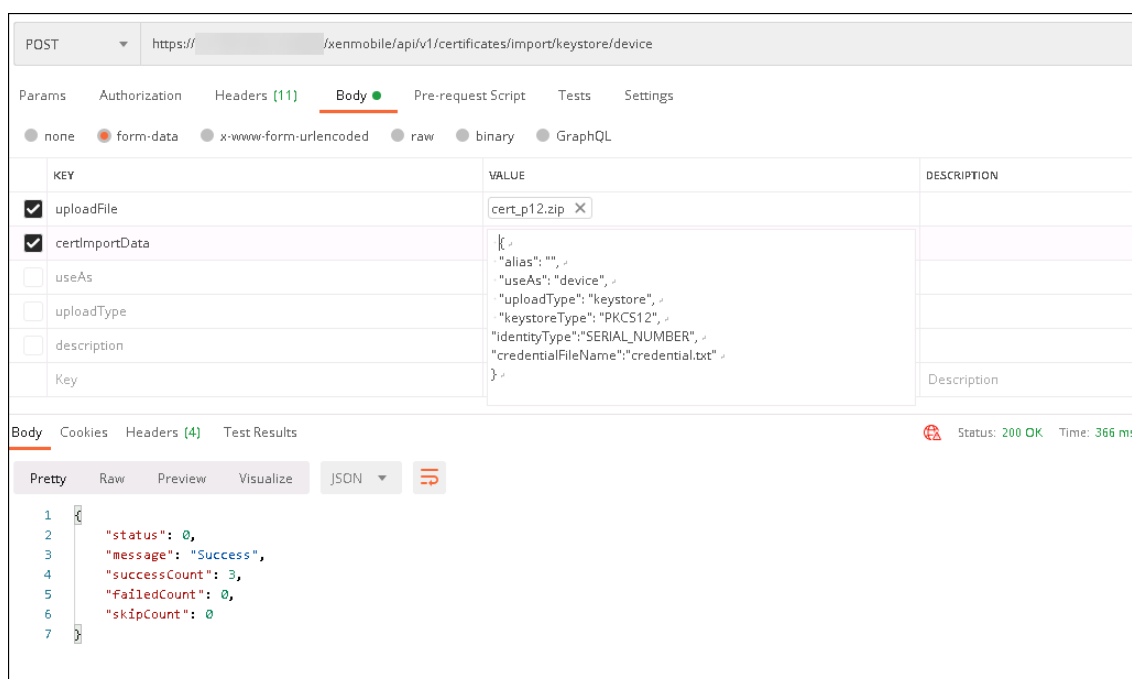 POST https:// /xenmobile/api/v1/certificates/import/keystore/device
Params Authorization Headers (11) Body Pre-request Script Tests Settings
none form-data x-www-form-urlencoded raw binary GraphQL
KEY VALUE DESCRIPTION
uploadFile cert_p12.zip
certImportData
{
"alias": "",
"useAs": "device",
"uploadType": "keystore",
"keystoreType": "PKCS12",
"identityType":"SERIAL_NUMBER",
"credentialFileName":"credential.txt"
}
useAs
uploadType
description
Key Description
Body Cookies Headers (4) Test Results Status: 200 OK Time: 366 ms
Pretty Raw Preview Visualize JSON
1 {
2 "status": 0,
3 "message": "Success",
4 "successCount": 3,
5 "failedCount": 0,
6 "skipCount": 0
7 }